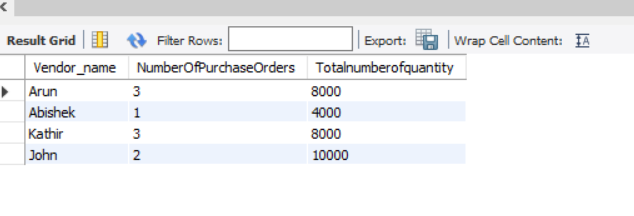 Result Grid Filter Rows: Export: Wrap Cell Content: IA
Vendor_name NumberOfPurchaseOrders Totalnumberofquantity
Arun 3 8000
Abishek 1 4000
Kathir 3 8000
John 2 10000